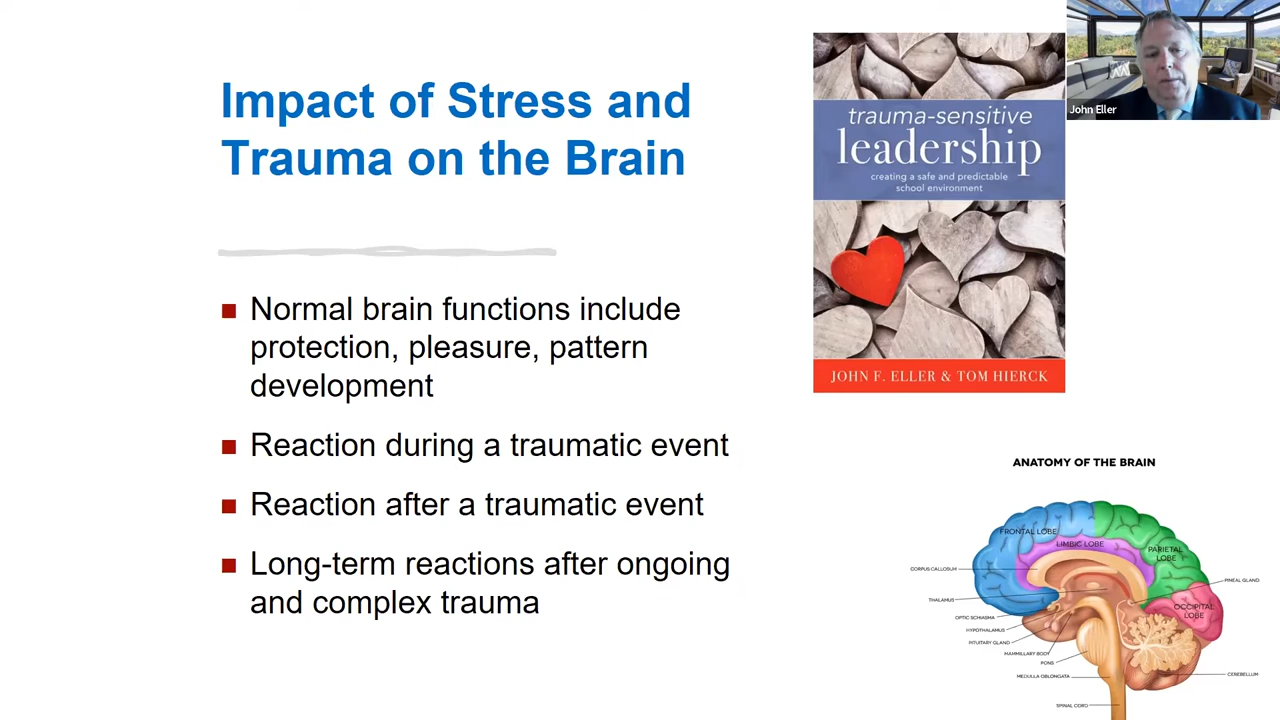 Impact of Stress and
Trauma on the Brain
Normal brain functions include
protection, pleasure, pattern
development
Reaction during a traumatic event
Reaction after a traumatic event
Long-term reactions after ongoing
and complex trauma
trauma-sensitive
leadership
creating a safe and predictable
school environment
JOHN F. ELLER & TOM HIERCK
John Eller
ANATOMY OF THE BRAIN
FRONTAL LOBE
LIMBIC LOBE
PARIETAL
LOBE
CORPUS CALLOSUM
PINEAL GLAND
THALAMUS
OCCIPITAL
LOBE
OPTIC SCHIASMA
HYPOTHALAMUS
PITUITARY GLAND
MAMMILLARY BODY
PONS
MEDULLA OBLONGATA
CEREBELLUM
SPINAL CORD